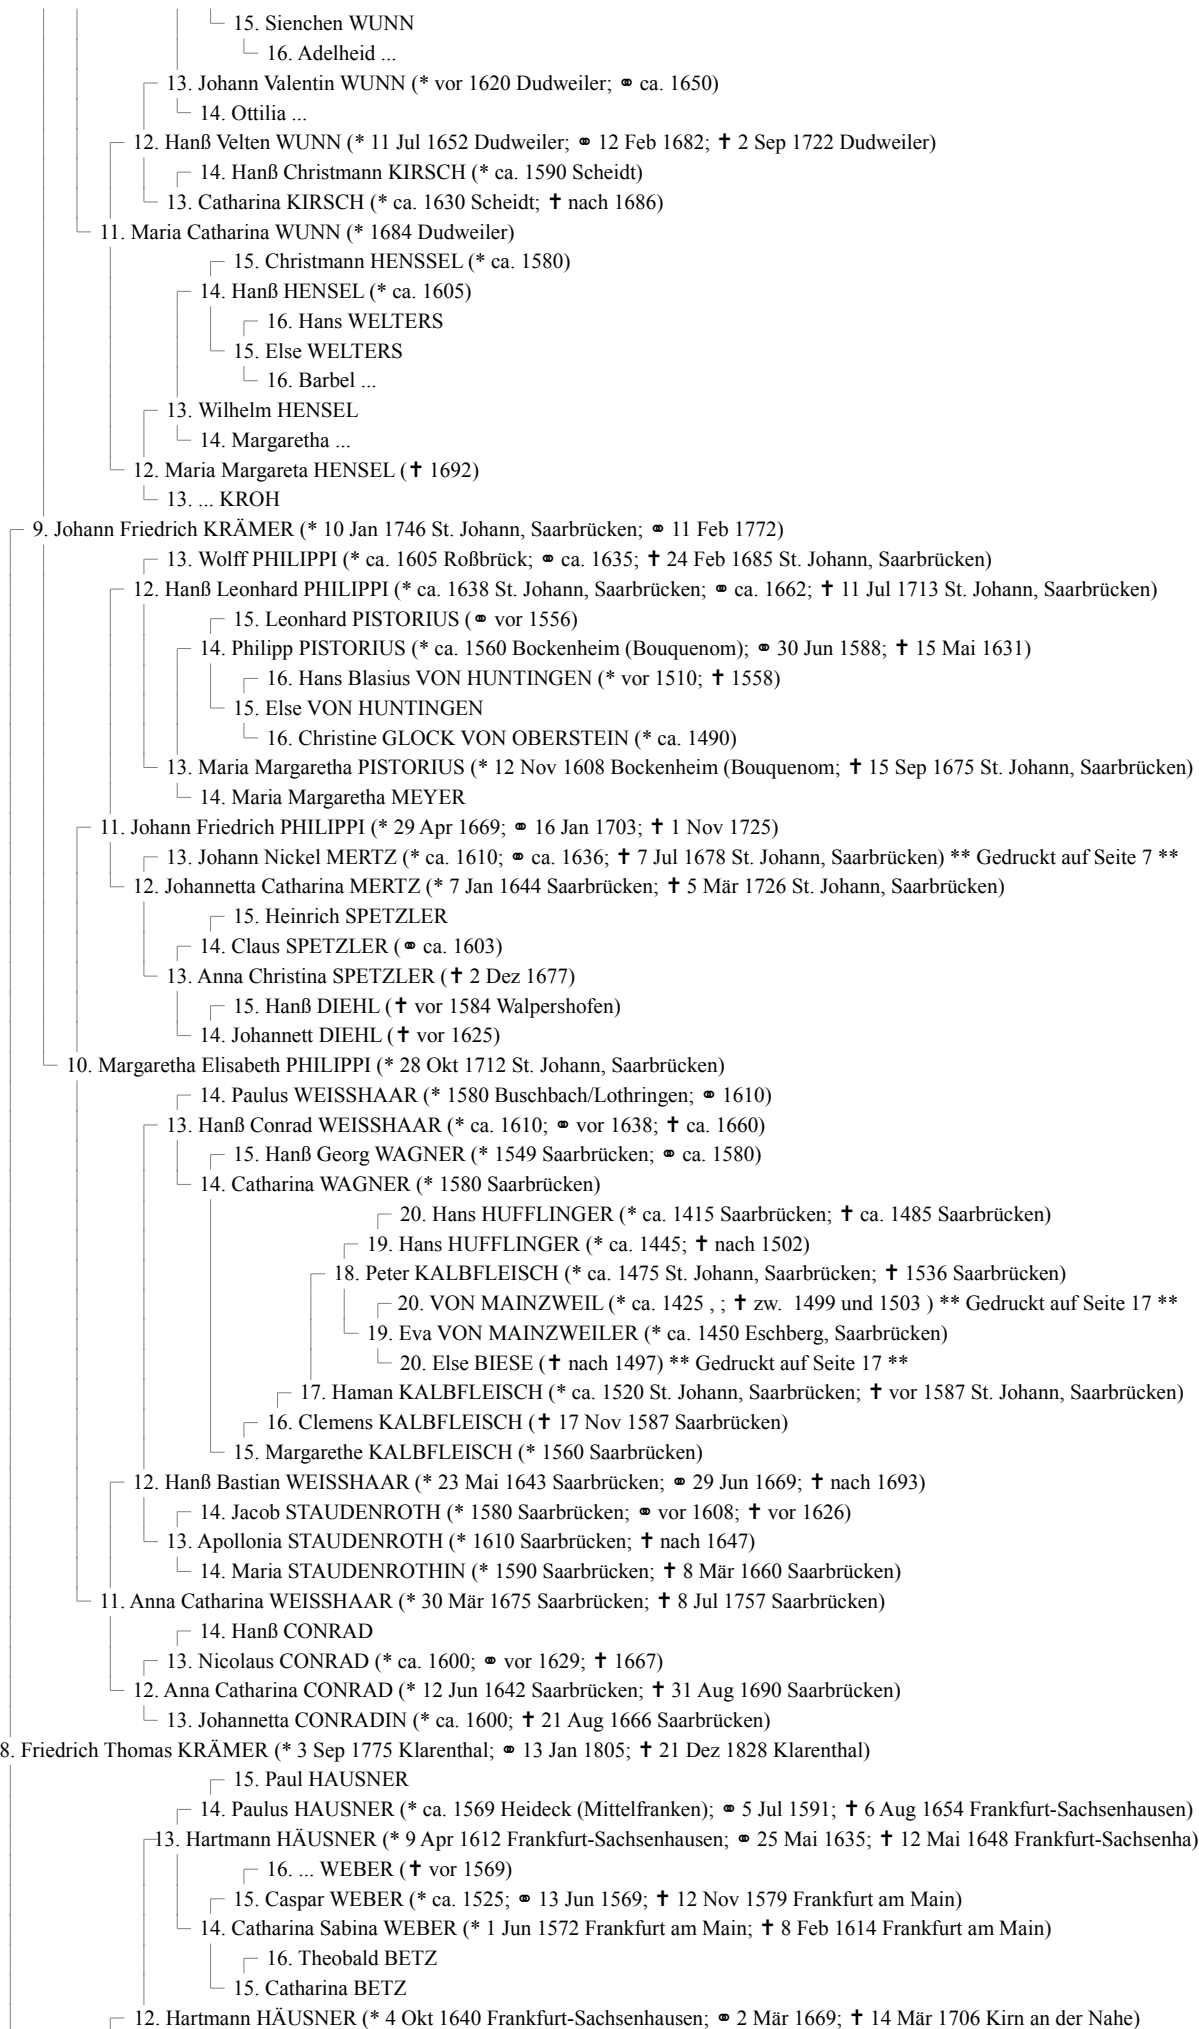 15. Sienchen WUNN
16. Adelheid ...
13. Johann Valentin WUNN (* vor 1620 Dudweiler; ⚭ ca. 1650)
14. Ottilia ...
12. Hanß Velten WUNN (* 11 Jul 1652 Dudweiler; ⚭ 12 Feb 1682; ✝ 2 Sep 1722 Dudweiler)
14. Hanß Christmann KIRSCH (* ca. 1590 Scheidt)
13. Catharina KIRSCH (* ca. 1630 Scheidt; ✝ nach 1686)
11. Maria Catharina WUNN (* 1684 Dudweiler)
15. Christmann HENSSEL (* ca. 1580)
14. Hanß HENSEL (* ca. 1605)
16. Hans WELTERS
15. Else WELTERS
16. Barbel ...
13. Wilhelm HENSEL
14. Margaretha ...
12. Maria Margareta HENSEL (✝ 1692)
13. ... KROH
9. Johann Friedrich KRÄMER (* 10 Jan 1746 St. Johann, Saarbrücken; ⚭ 11 Feb 1772)
13. Wolff PHILIPPI (* ca. 1605 Roßbrück; ⚭ ca. 1635; ✝ 24 Feb 1685 St. Johann, Saarbrücken)
12. Hanß Leonhard PHILIPPI (* ca. 1638 St. Johann, Saarbrücken; ⚭ ca. 1662; ✝ 11 Jul 1713 St. Johann, Saarbrücken)
15. Leonhard PISTORIUS (⚭ vor 1556)
14. Philipp PISTORIUS (* ca. 1560 Bockenheim (Bouquenom); ⚭ 30 Jun 1588; ✝ 15 Mai 1631)
16. Hans Blasius VON HUNTINGEN (* vor 1510; ✝ 1558)
15. Else VON HUNTINGEN
16. Christine GLOCK VON OBERSTEIN (* ca. 1490)
13. Maria Margaretha PISTORIUS (* 12 Nov 1608 Bockenheim (Bouquenom; ✝ 15 Sep 1675 St. Johann, Saarbrücken)
14. Maria Margaretha MEYER
11. Johann Friedrich PHILIPPI (* 29 Apr 1669; ⚭ 16 Jan 1703; ✝ 1 Nov 1725)
13. Johann Nickel MERTZ (* ca. 1610; ⚭ ca. 1636; ✝ 7 Jul 1678 St. Johann, Saarbrücken) ** Gedruckt auf Seite 7 **
12. Johannetta Catharina MERTZ (* 7 Jan 1644 Saarbrücken; ✝ 5 Mär 1726 St. Johann, Saarbrücken)
15. Heinrich SPETZLER
14. Claus SPETZLER (⚭ ca. 1603)
13. Anna Christina SPETZLER (✝ 2 Dez 1677)
15. Hanß DIEHL (✝ vor 1584 Walpershofen)
14. Johannett DIEHL (✝ vor 1625)
10. Margaretha Elisabeth PHILIPPI (* 28 Okt 1712 St. Johann, Saarbrücken)
14. Paulus WEISSHAAR (* 1580 Buschbach/Lothringen; ⚭ 1610)
13. Hanß Conrad WEISSHAAR (* ca. 1610; ⚭ vor 1638; ✝ ca. 1660)
15. Hanß Georg WAGNER (* 1549 Saarbrücken; ⚭ ca. 1580)
14. Catharina WAGNER (* 1580 Saarbrücken)
20. Hans HUFFLINGER (* ca. 1415 Saarbrücken; ✝ ca. 1485 Saarbrücken)
19. Hans HUFFLINGER (* ca. 1445; ✝ nach 1502)
18. Peter KALBFLEISCH (* ca. 1475 St. Johann, Saarbrücken; ✝ 1536 Saarbrücken)
20. VON MAINZWEIL (* ca. 1425 , ; ✝ zw. 1499 und 1503 ) ** Gedruckt auf Seite 17 **
19. Eva VON MAINZWEILER (* ca. 1450 Eschberg, Saarbrücken)
20. Else BIESE (✝ nach 1497) ** Gedruckt auf Seite 17 **
17. Haman KALBFLEISCH (* ca. 1520 St. Johann, Saarbrücken; ✝ vor 1587 St. Johann, Saarbrücken)
16. Clemens KALBFLEISCH (✝ 17 Nov 1587 Saarbrücken)
15. Margarethe KALBFLEISCH (* 1560 Saarbrücken)
12. Hanß Bastian WEISSHAAR (* 23 Mai 1643 Saarbrücken; ⚭ 29 Jun 1669; ✝ nach 1693)
14. Jacob STAUDENROTH (* 1580 Saarbrücken; ⚭ vor 1608; ✝ vor 1626)
13. Apollonia STAUDENROTH (* 1610 Saarbrücken; ✝ nach 1647)
14. Maria STAUDENROTHIN (* 1590 Saarbrücken; ✝ 8 Mär 1660 Saarbrücken)
11. Anna Catharina WEISSHAAR (* 30 Mär 1675 Saarbrücken; ✝ 8 Jul 1757 Saarbrücken)
14. Hanß CONRAD
13. Nicolaus CONRAD (* ca. 1600; ⚭ vor 1629; ✝ 1667)
12. Anna Catharina CONRAD (* 12 Jun 1642 Saarbrücken; ✝ 31 Aug 1690 Saarbrücken)
13. Johannetta CONRADIN (* ca. 1600; ✝ 21 Aug 1666 Saarbrücken)
8. Friedrich Thomas KRÄMER (* 3 Sep 1775 Klarenthal; ⚭ 13 Jan 1805; ✝ 21 Dez 1828 Klarenthal)
15. Paul HAUSNER
14. Paulus HAUSNER (* ca. 1569 Heideck (Mittelfranken); ⚭ 5 Jul 1591; ✝ 6 Aug 1654 Frankfurt-Sachsenhausen)
13. Hartmann HÄUSNER (* 9 Apr 1612 Frankfurt-Sachsenhausen; ⚭ 25 Mai 1635; ✝ 12 Mai 1648 Frankfurt-Sachsenha)
16. ... WEBER (✝ vor 1569)
15. Caspar WEBER (* ca. 1525; ⚭ 13 Jun 1569; ✝ 12 Nov 1579 Frankfurt am Main)
14. Catharina Sabina WEBER (* 1 Jun 1572 Frankfurt am Main; ✝ 8 Feb 1614 Frankfurt am Main)
16. Theobald BETZ
15. Catharina BETZ
12. Hartmann HÄUSNER (* 4 Okt 1640 Frankfurt-Sachsenhausen; ⚭ 2 Mär 1669; ✝ 14 Mär 1706 Kirn an der Nahe)